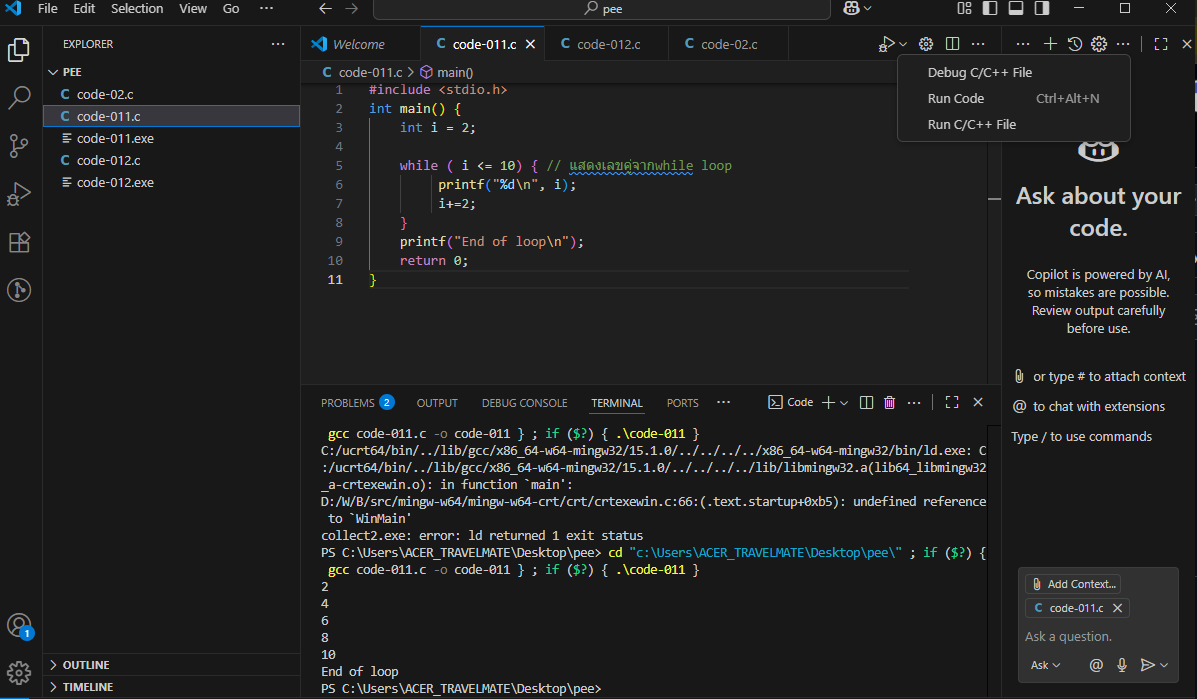 File Edit Selection View Go ··· pee
EXPLORER ···
PEE
C code-02.c
C code-011.c
code-011.exe
C code-012.c
code-012.exe
OUTLINE
TIMELINE
1
Welcome C code-011.c C code-012.c C code-02.c
C code-011.c > main()
1 #include <stdio.h>
2 int main() {
3 int i = 2;
4
5 while ( i <= 10) { // แสดงเลขคู่จากwhile loop
6 printf("%d\n", i);
7 i+=2;
8 }
9 printf("End of loop\n");
10 return 0;
11 }
Debug C/C++ File
Run Code Ctrl+Alt+N
Run C/C++ File
PROBLEMS 2 OUTPUT DEBUG CONSOLE TERMINAL PORTS ··· Code
gcc code-011.c -o code-011 } ; if ($?) { .\code-011 }
C:/ucrt64/bin/../lib/gcc/x86_64-w64-mingw32/15.1.0/../../../../x86_64-w64-mingw32/bin/ld.exe: C
:/ucrt64/bin/../lib/gcc/x86_64-w64-mingw32/15.1.0/../../../../lib/libmingw32.a(lib64_libmingw32
_a-crtexewin.o): in function `main':
D:/W/B/src/mingw-w64/mingw-w64-crt/crt/crtexewin.c:66:(.text.startup+0xb5): undefined reference
to `WinMain'
collect2.exe: error: ld returned 1 exit status
PS C:\Users\ACER_TRAVELMATE\Desktop\pee> cd "c:\Users\ACER_TRAVELMATE\Desktop\pee\" ; if ($?) {
gcc code-011.c -o code-011 } ; if ($?) { .\code-011 }
2
4
6
8
10
End of loop
PS C:\Users\ACER_TRAVELMATE\Desktop\pee>
Ask about your
code.
Copilot is powered by AI,
so mistakes are possible.
Review output carefully
before use.
or type # to attach context
@ to chat with extensions
Type / to use commands
Add Context...
C code-011.c
Ask a question.
Ask @